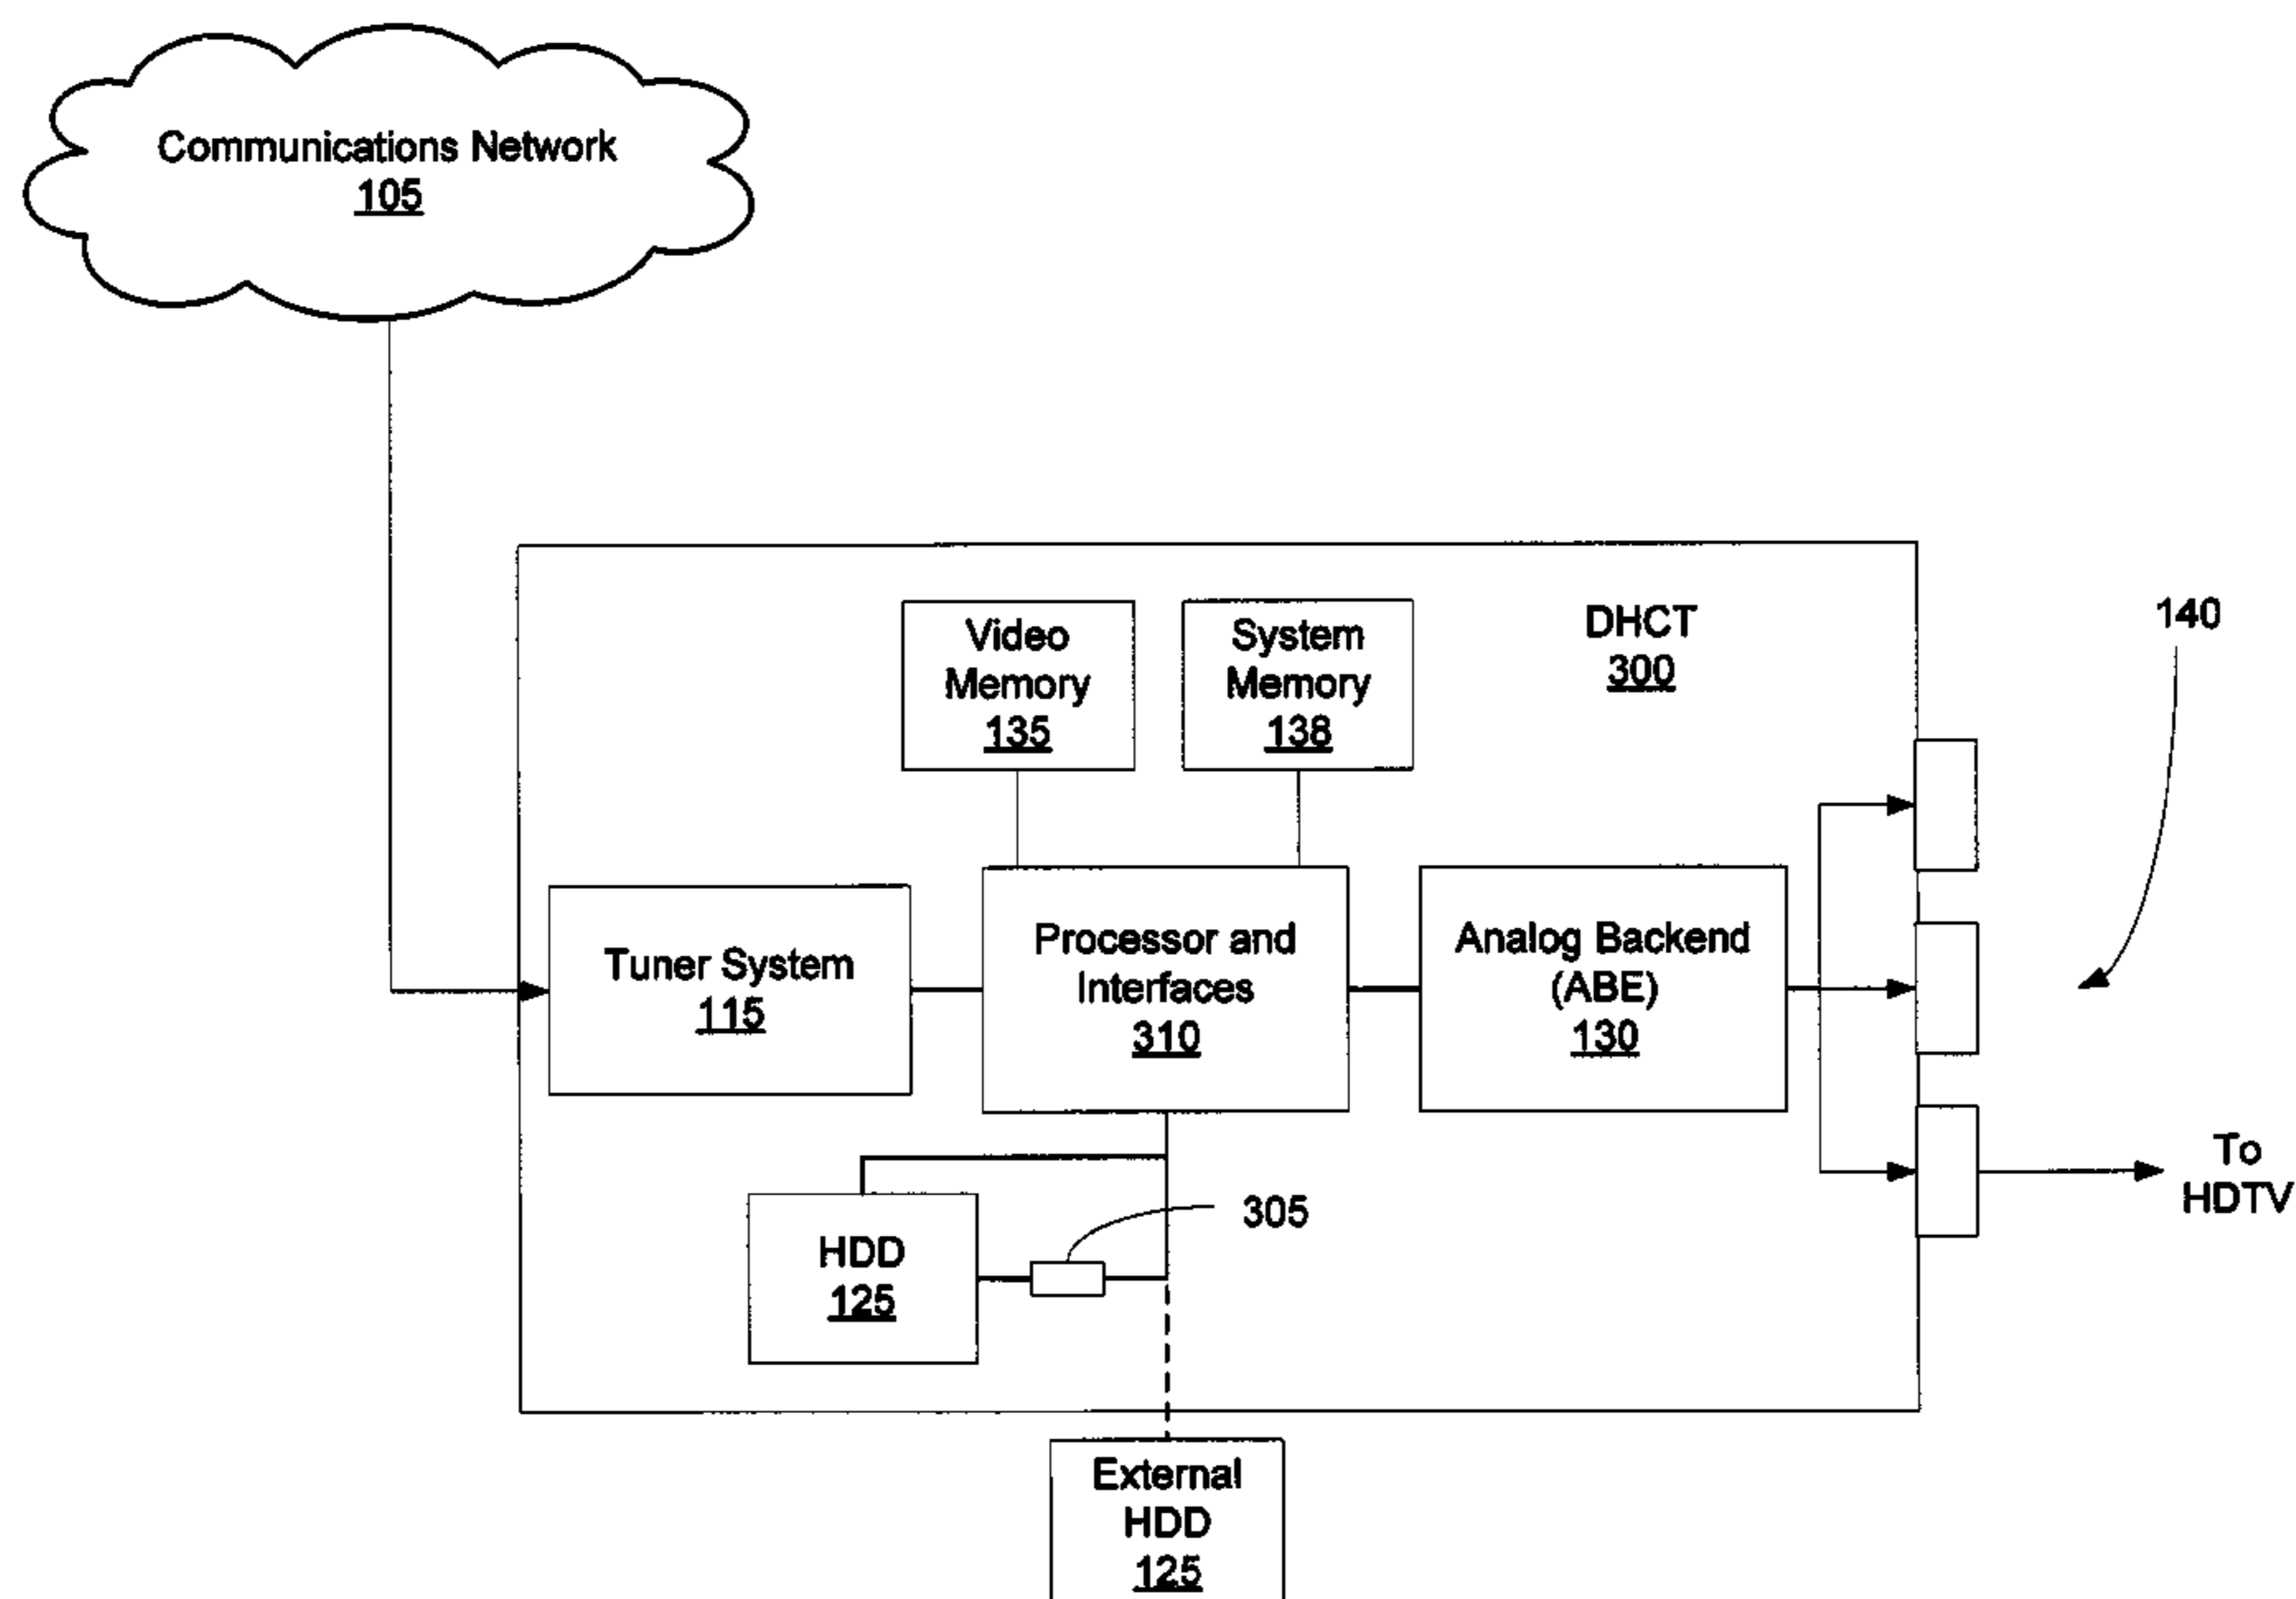 Communications Network
105
Video
Memory
135
System
Memory
138
DHCT
300
140
Tuner System
115
Processor and
Interfaces
310
Analog Backend
(ABE)
130
To
HDTV
305
HDD
125
External
HDD
125